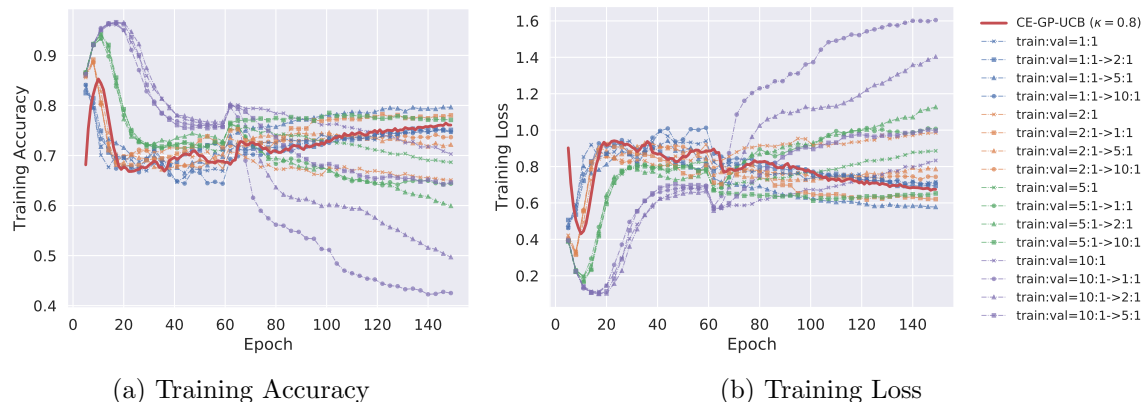 Training Accuracy
0.9
0.8
0.7
0.6
0.5
0.4
0 20 40 60 80 100 120 140
Epoch
(a) Training Accuracy
Training Loss
1.6
1.4
1.2
1.0
0.8
0.6
0.4
0.2
0 20 40 60 80 100 120 140
Epoch
(b) Training Loss
CE-GP-UCB (κ = 0.8)
train:val=1:1
train:val=1:1->2:1
train:val=1:1->5:1
train:val=1:1->10:1
train:val=2:1
train:val=2:1->1:1
train:val=2:1->5:1
train:val=2:1->10:1
train:val=5:1
train:val=5:1->1:1
train:val=5:1->2:1
train:val=5:1->10:1
train:val=10:1
train:val=10:1->1:1
train:val=10:1->2:1
train:val=10:1->5:1